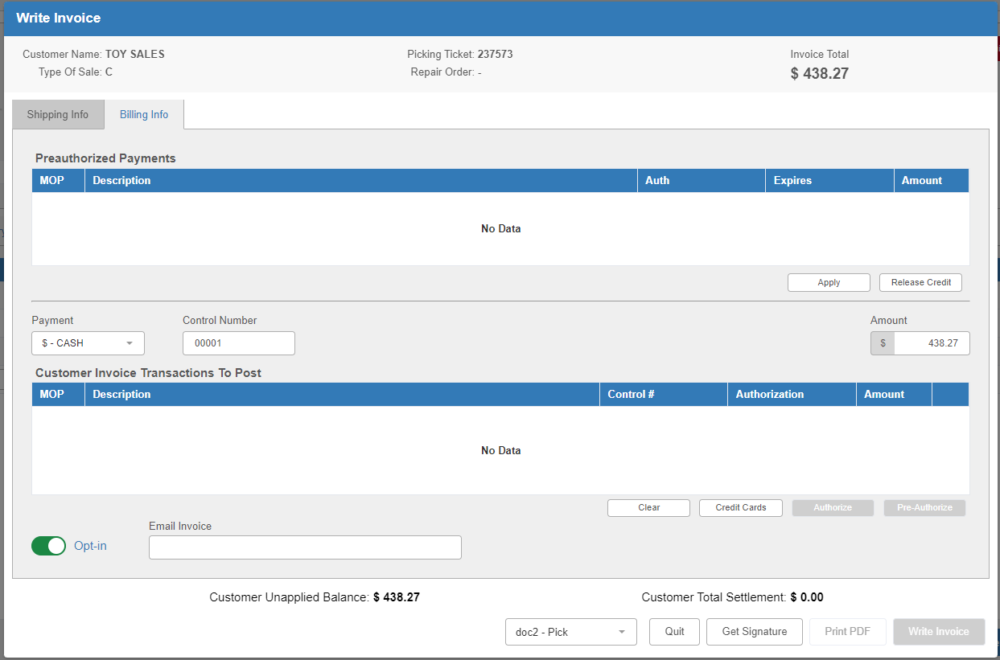 Write Invoice
Customer Name: TOY SALES Picking Ticket: 237573 Invoice Total
Type Of Sale: C Repair Order: - $ 438.27
Shipping Info Billing Info
Preauthorized Payments
MOP Description Auth Expires Amount
No Data
Apply Release Credit
Payment Control Number Amount
$ - CASH 00001 $ 438.27
Customer Invoice Transactions To Post
MOP Description Control # Authorization Amount
No Data
Clear Credit Cards Authorize Pre-Authorize
Email Invoice
Opt-in
Customer Unapplied Balance: $ 438.27 Customer Total Settlement: $ 0.00
doc2 - Pick Quit Get Signature Print PDF Write Invoice